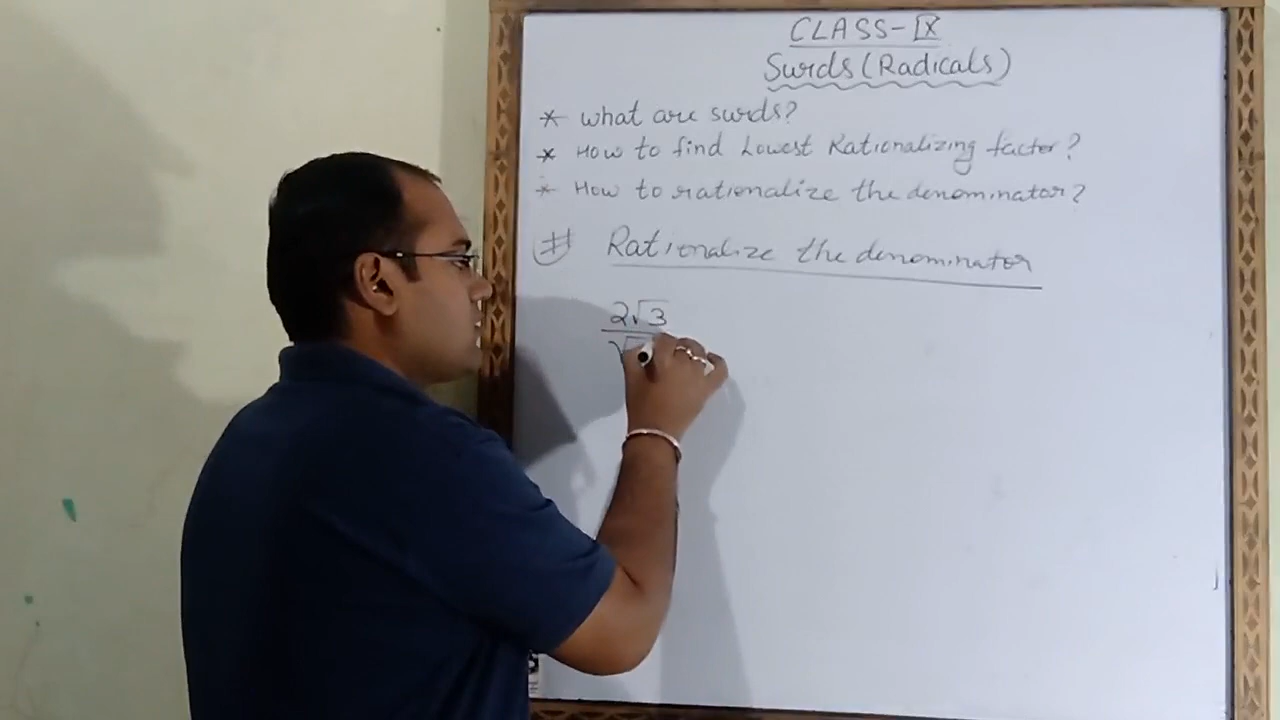 CLASS-IX
Surds (Radicals)
* What are surds?
* How to find Lowest Rationalizing factor?
* How to rationalize the denominator?
# Rationalize the denominator
2√3
√